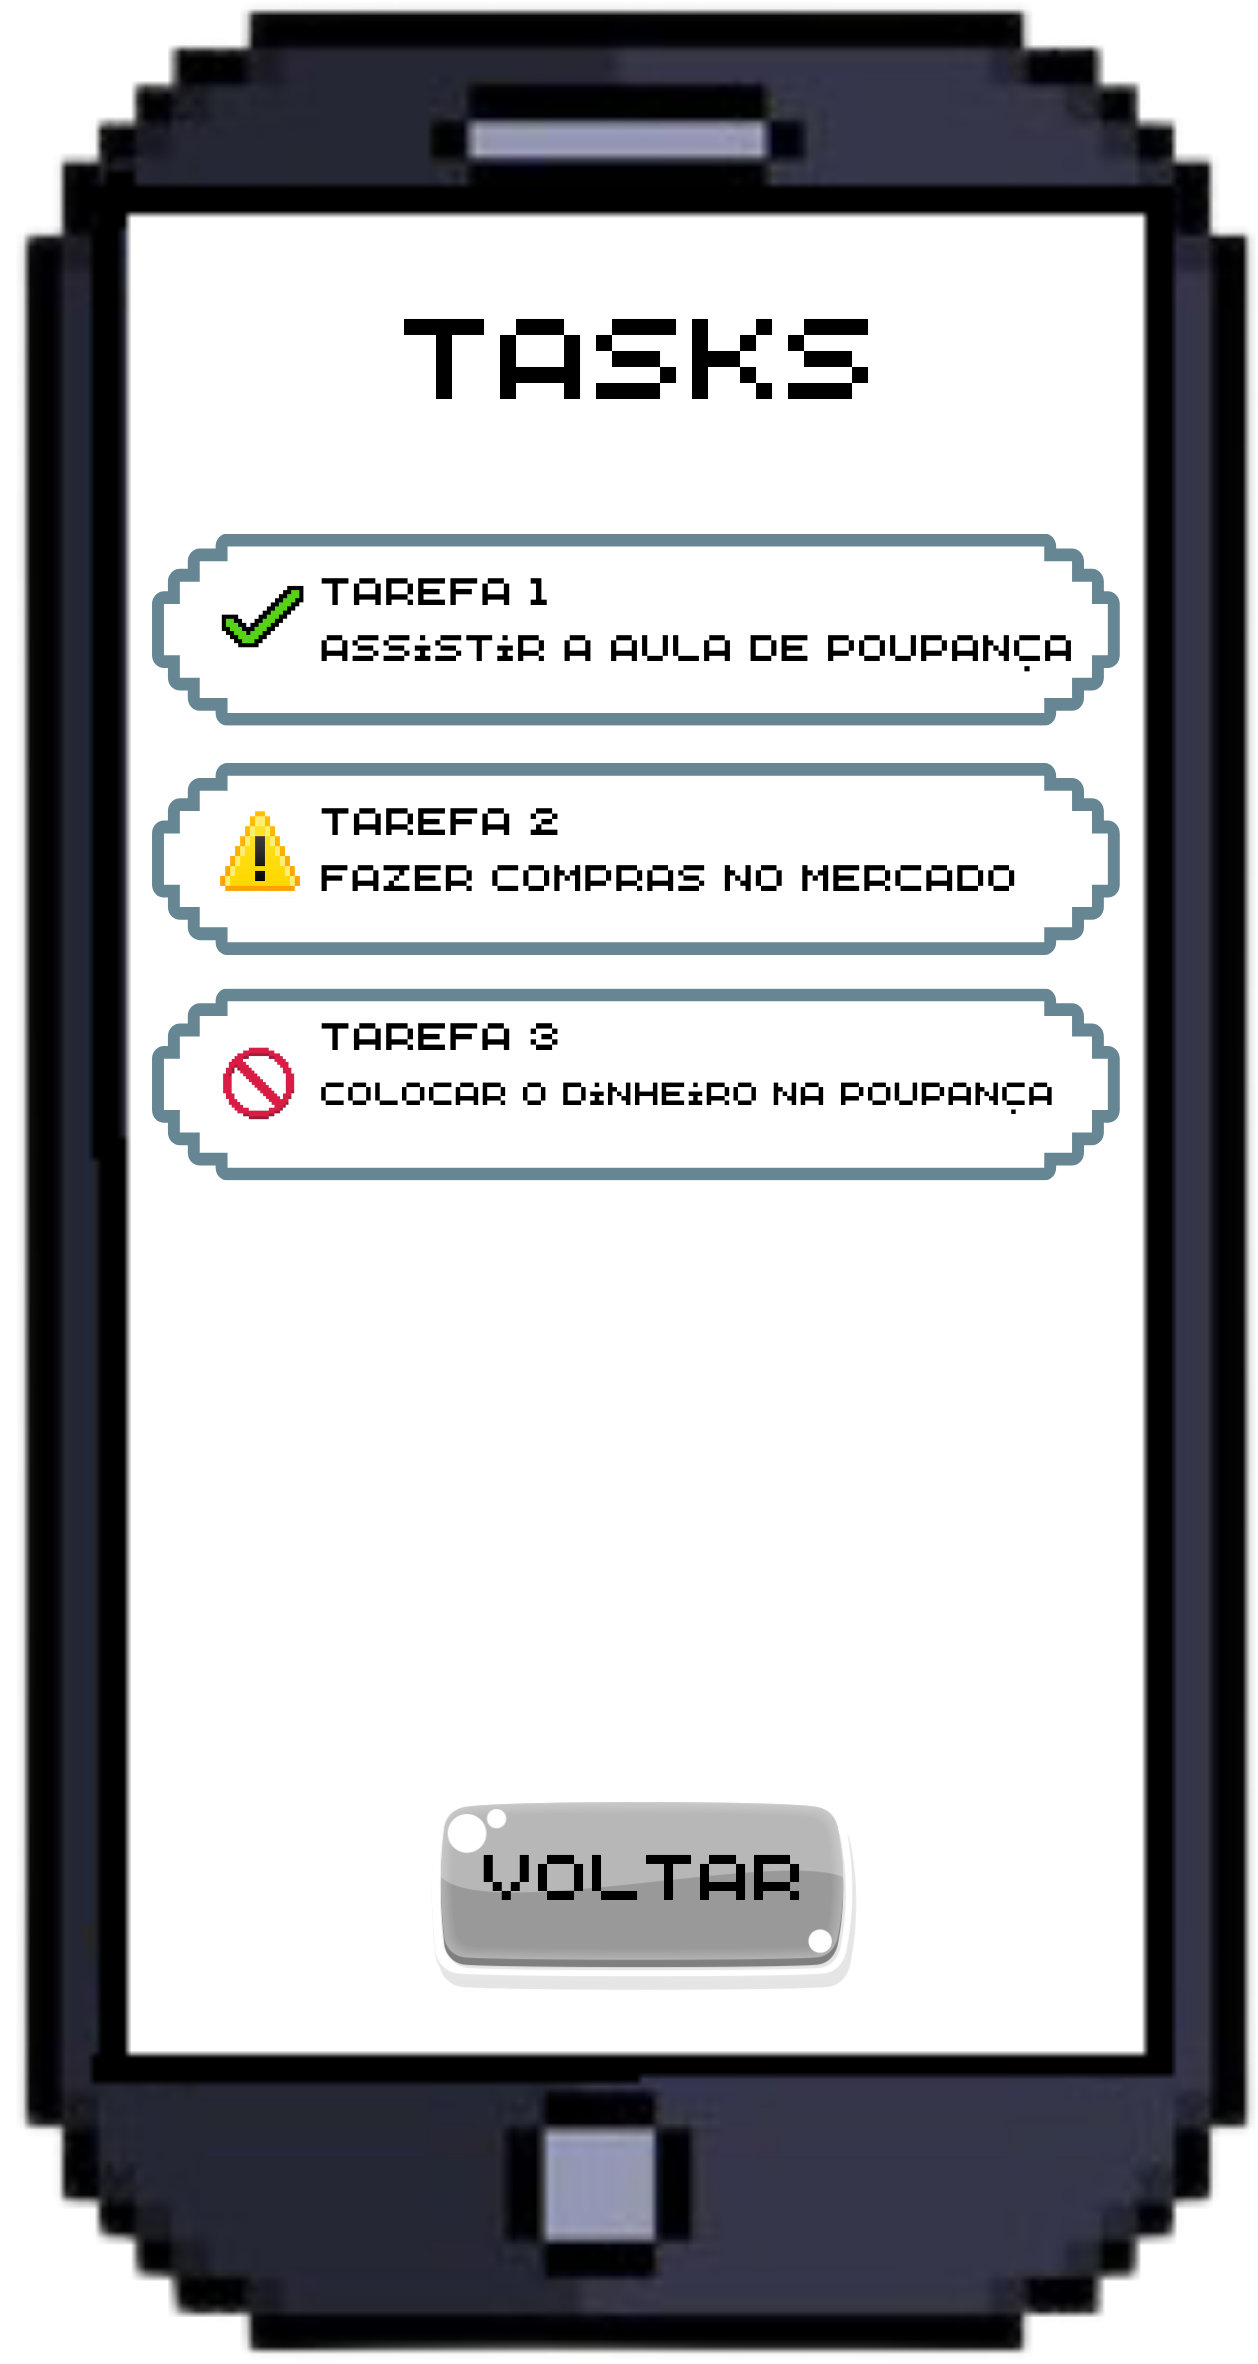 TASKS
TAREFA 1
ASSiSTiR A AULA DE POUPANÇA
TAREFA 2
FAZER COMPRAS NO MERCADO
TAREFA 3
COLOCAR O DiNHEiRO NA POUPANÇA
VOLTAR